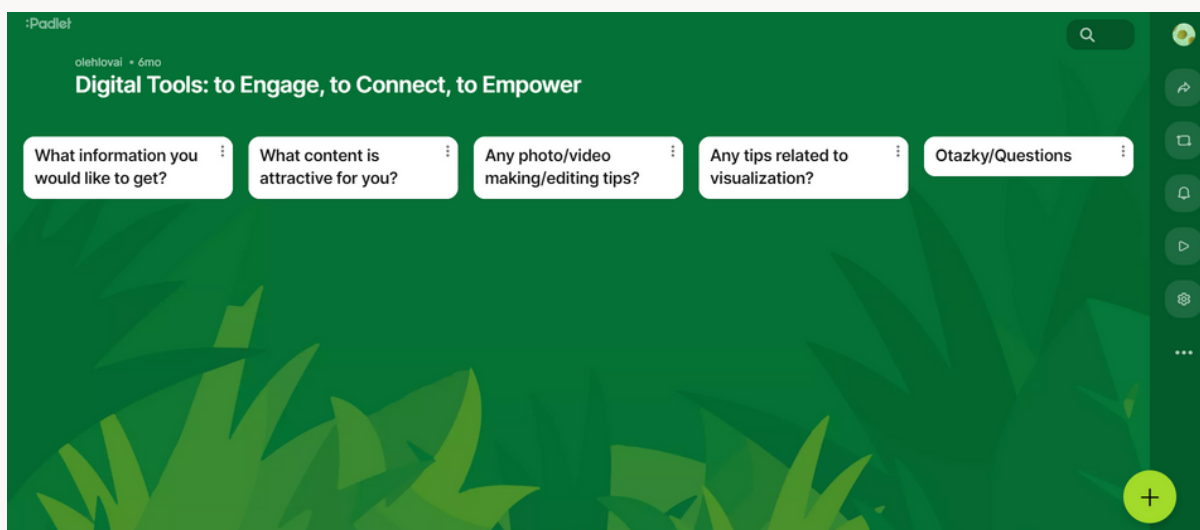 :Padlet
olehlovai • 6mo
Digital Tools: to Engage, to Connect, to Empower
What information you
would like to get?
What content is
attractive for you?
Any photo/video
making/editing tips?
Any tips related to
visualization?
Otazky/Questions